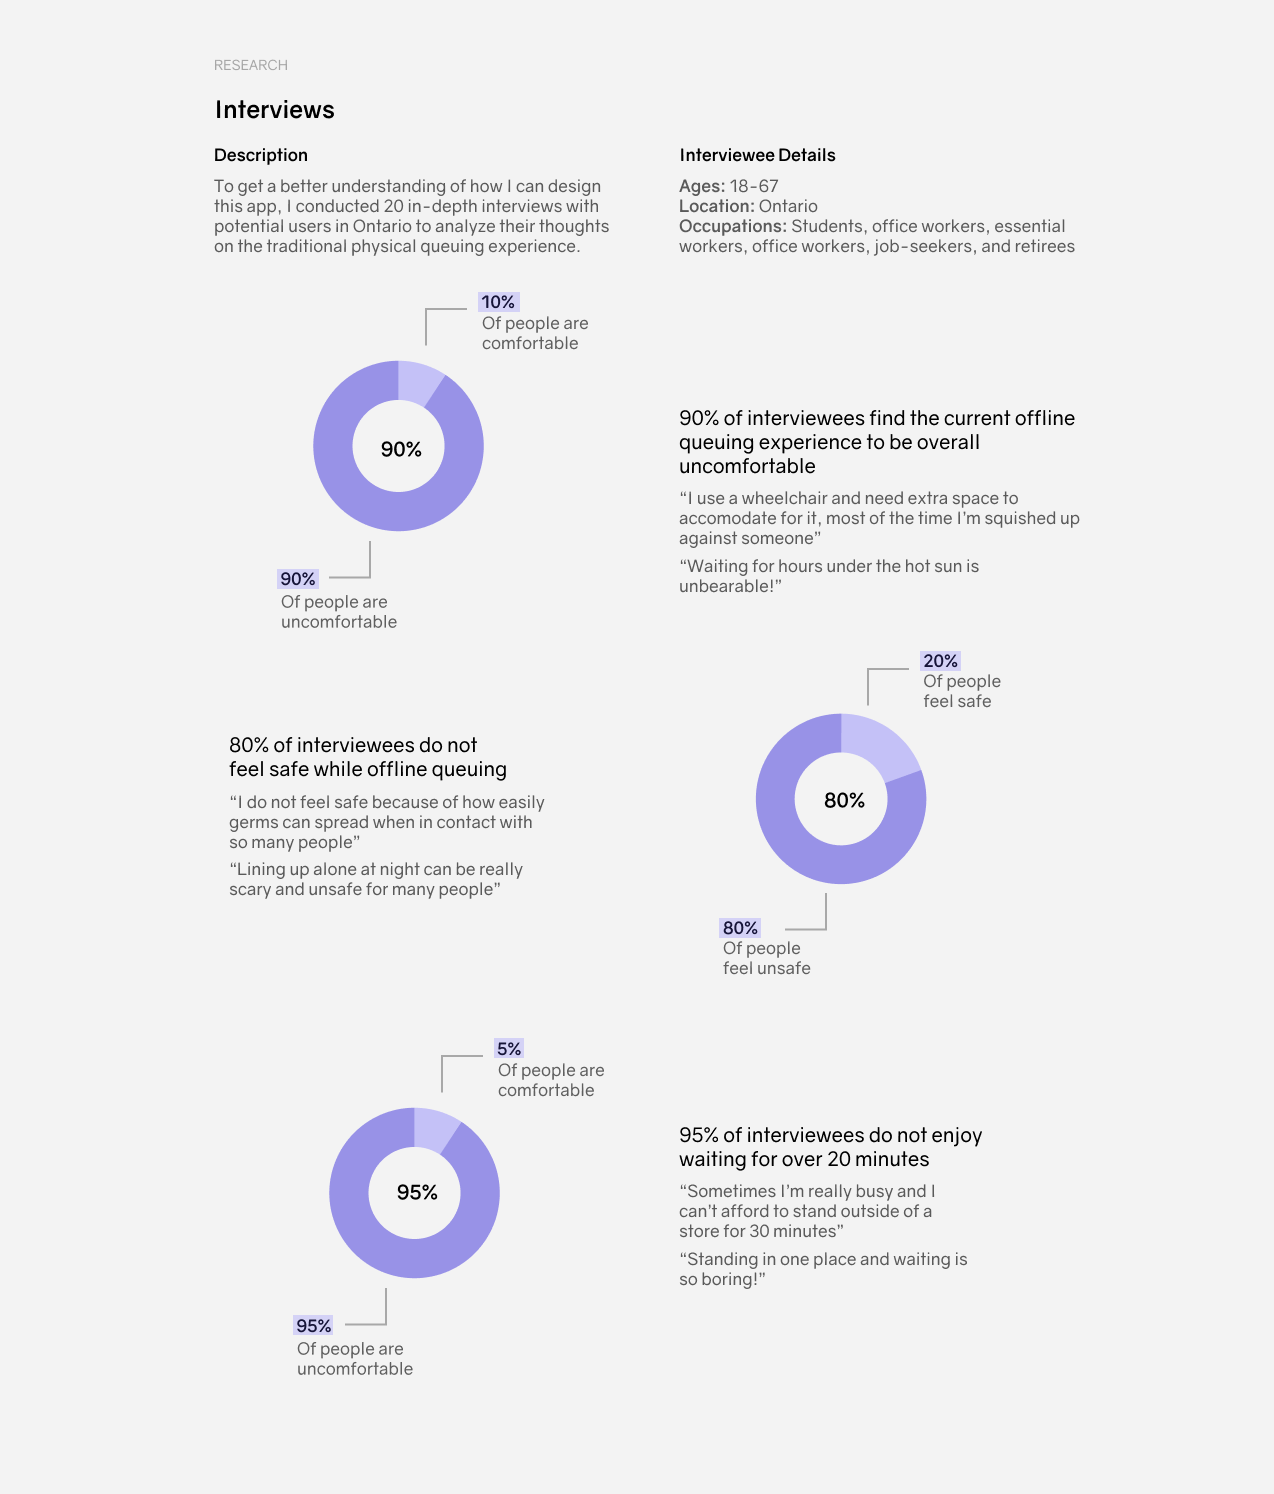 RESEARCH
Interviews
Description
To get a better understanding of how I can design
this app, I conducted 20 in-depth interviews with
potential users in Ontario to analyze their thoughts
on the traditional physical queuing experience.
Interviewee Details
Ages: 18-67
Location: Ontario
Occupations: Students, office workers, essential
workers, office workers, job-seekers, and retirees
10%
Of people are
comfortable
90%
90%
Of people are
uncomfortable
90% of interviewees find the current offline
queuing experience to be overall
uncomfortable
“I use a wheelchair and need extra space to
accomodate for it, most of the time I’m squished up
against someone”
“Waiting for hours under the hot sun is
unbearable!”
80% of interviewees do not
feel safe while offline queuing
“I do not feel safe because of how easily
germs can spread when in contact with
so many people”
“Lining up alone at night can be really
scary and unsafe for many people”
20%
Of people
feel safe
80%
80%
Of people
feel unsafe
5%
Of people are
comfortable
95%
95%
Of people are
uncomfortable
95% of interviewees do not enjoy
waiting for over 20 minutes
“Sometimes I’m really busy and I
can’t afford to stand outside of a
store for 30 minutes”
“Standing in one place and waiting is
so boring!”